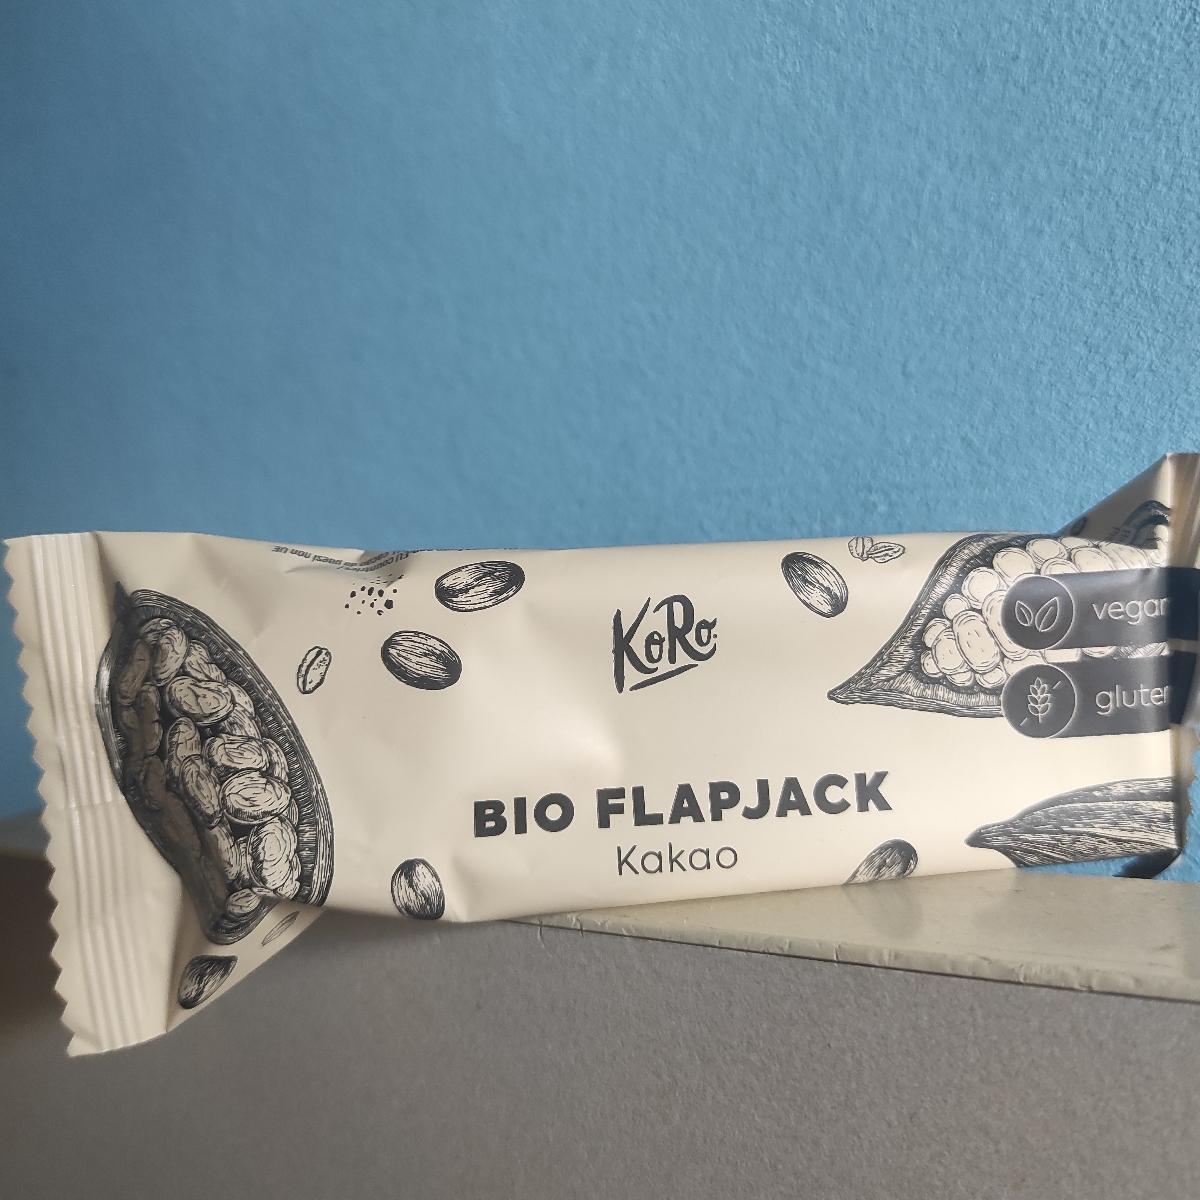 KoRo
BIO FLAPJACK
Kakao
vegan
gluten